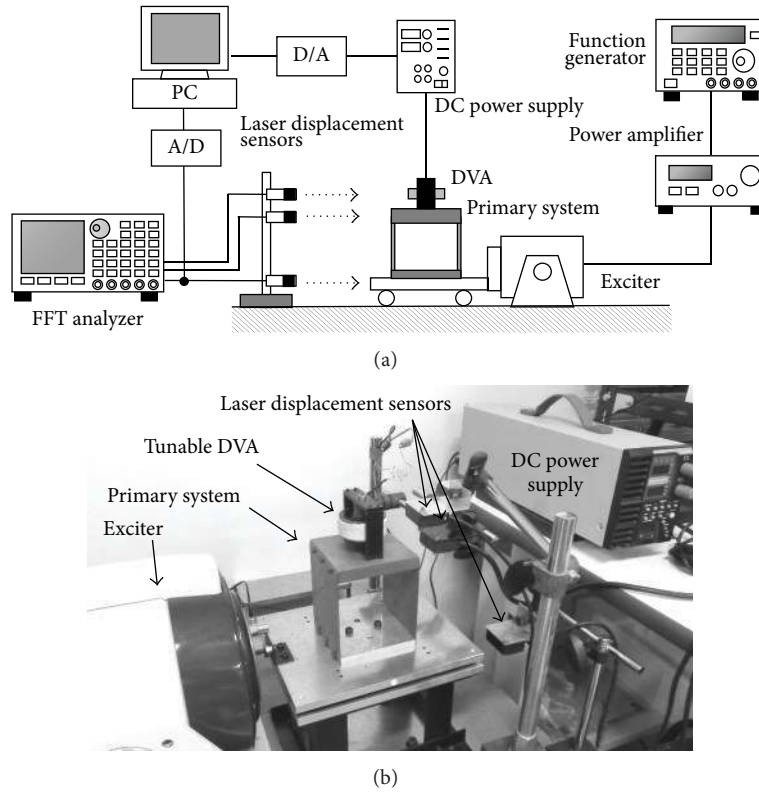 D/A
PC
A/D
Laser displacement
sensors
DC power supply
Function
generator
Power amplifier
DVA
Primary system
Exciter
FFT analyzer
(a)
Laser displacement sensors
Tunable DVA
Primary system
Exciter
DC power
supply
(b)